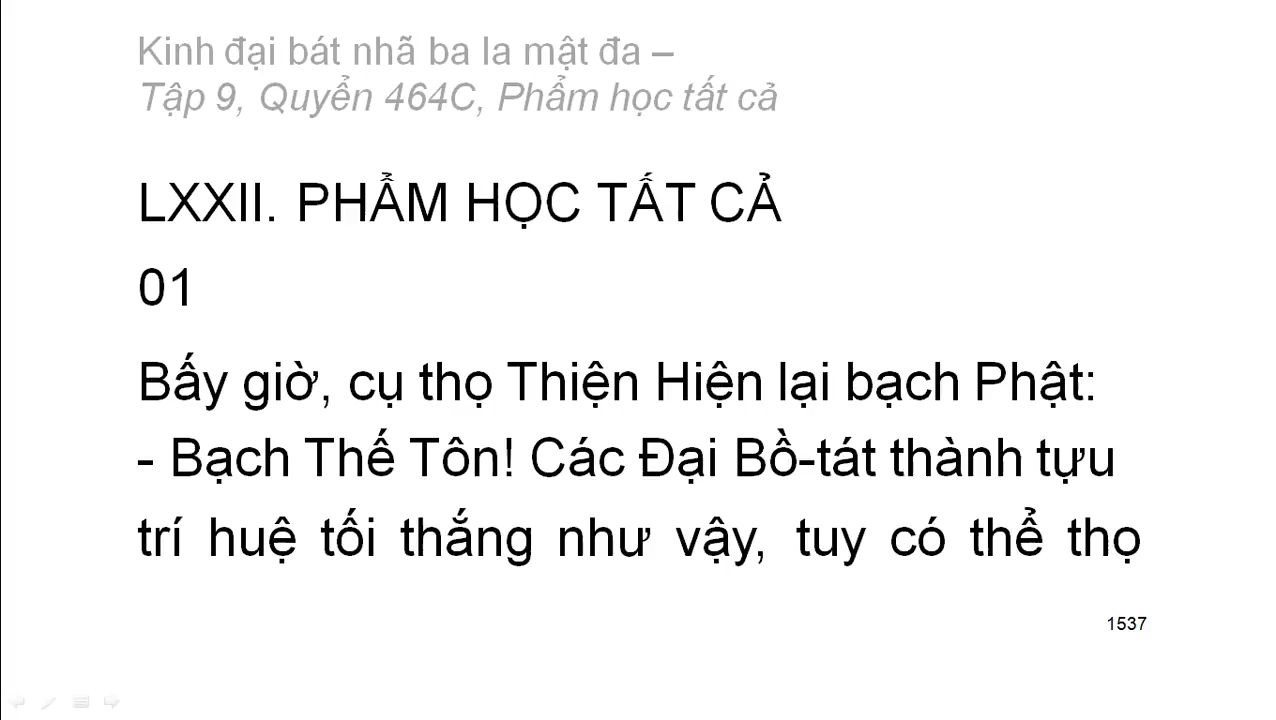 Kinh đại bát nhã ba la mật đa –
Tập 9, Quyển 464C, Phẩm học tất cả
LXXII. PHẨM HỌC TẤT CẢ
01
Bấy giờ, cụ thọ Thiện Hiện lại bạch Phật:
- Bạch Thế Tôn! Các Đại Bồ-tát thành tựu
trí huệ tối thắng như vậy, tuy có thể thọ
1537